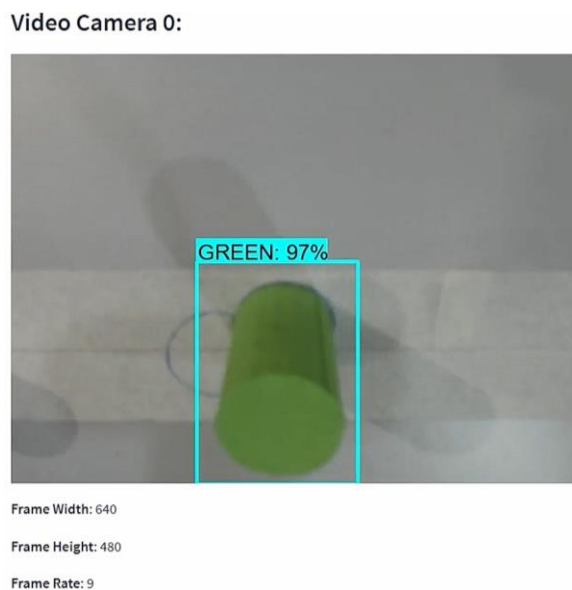 Video Camera 0:
GREEN: 97%
Frame Width: 640
Frame Height: 480
Frame Rate: 9